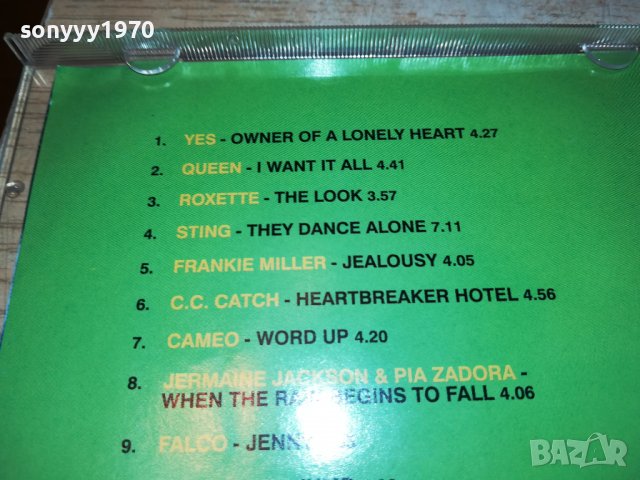 sonyyy1970
1. YES - OWNER OF A LONELY HEART 4.27
2. QUEEN - I WANT IT ALL 4.41
3. ROXETTE - THE LOOK 3.57
4. STING - THEY DANCE ALONE 7.11
5. FRANKIE MILLER - JEALOUSY 4.05
6. C.C. CATCH - HEARTBREAKER HOTEL 4.56
7. CAMEO - WORD UP 4.20
8. JERMAINE JACKSON & PIA ZADORA -
WHEN THE RAIN BEGINS TO FALL 4.06
9. FALCO - JENNY
BAZAR
bg